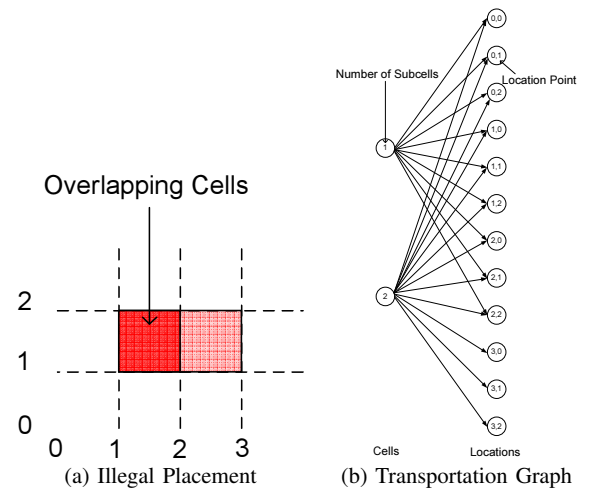 Overlapping Cells
2
1
0
0 1 2 3
(a) Illegal Placement
Number of Subcells
Location Point
1
2
0,0
0,1
0,2
1,0
1,1
1,2
2,0
2,1
2,2
3,0
3,1
3,2
Cells Locations
(b) Transportation Graph